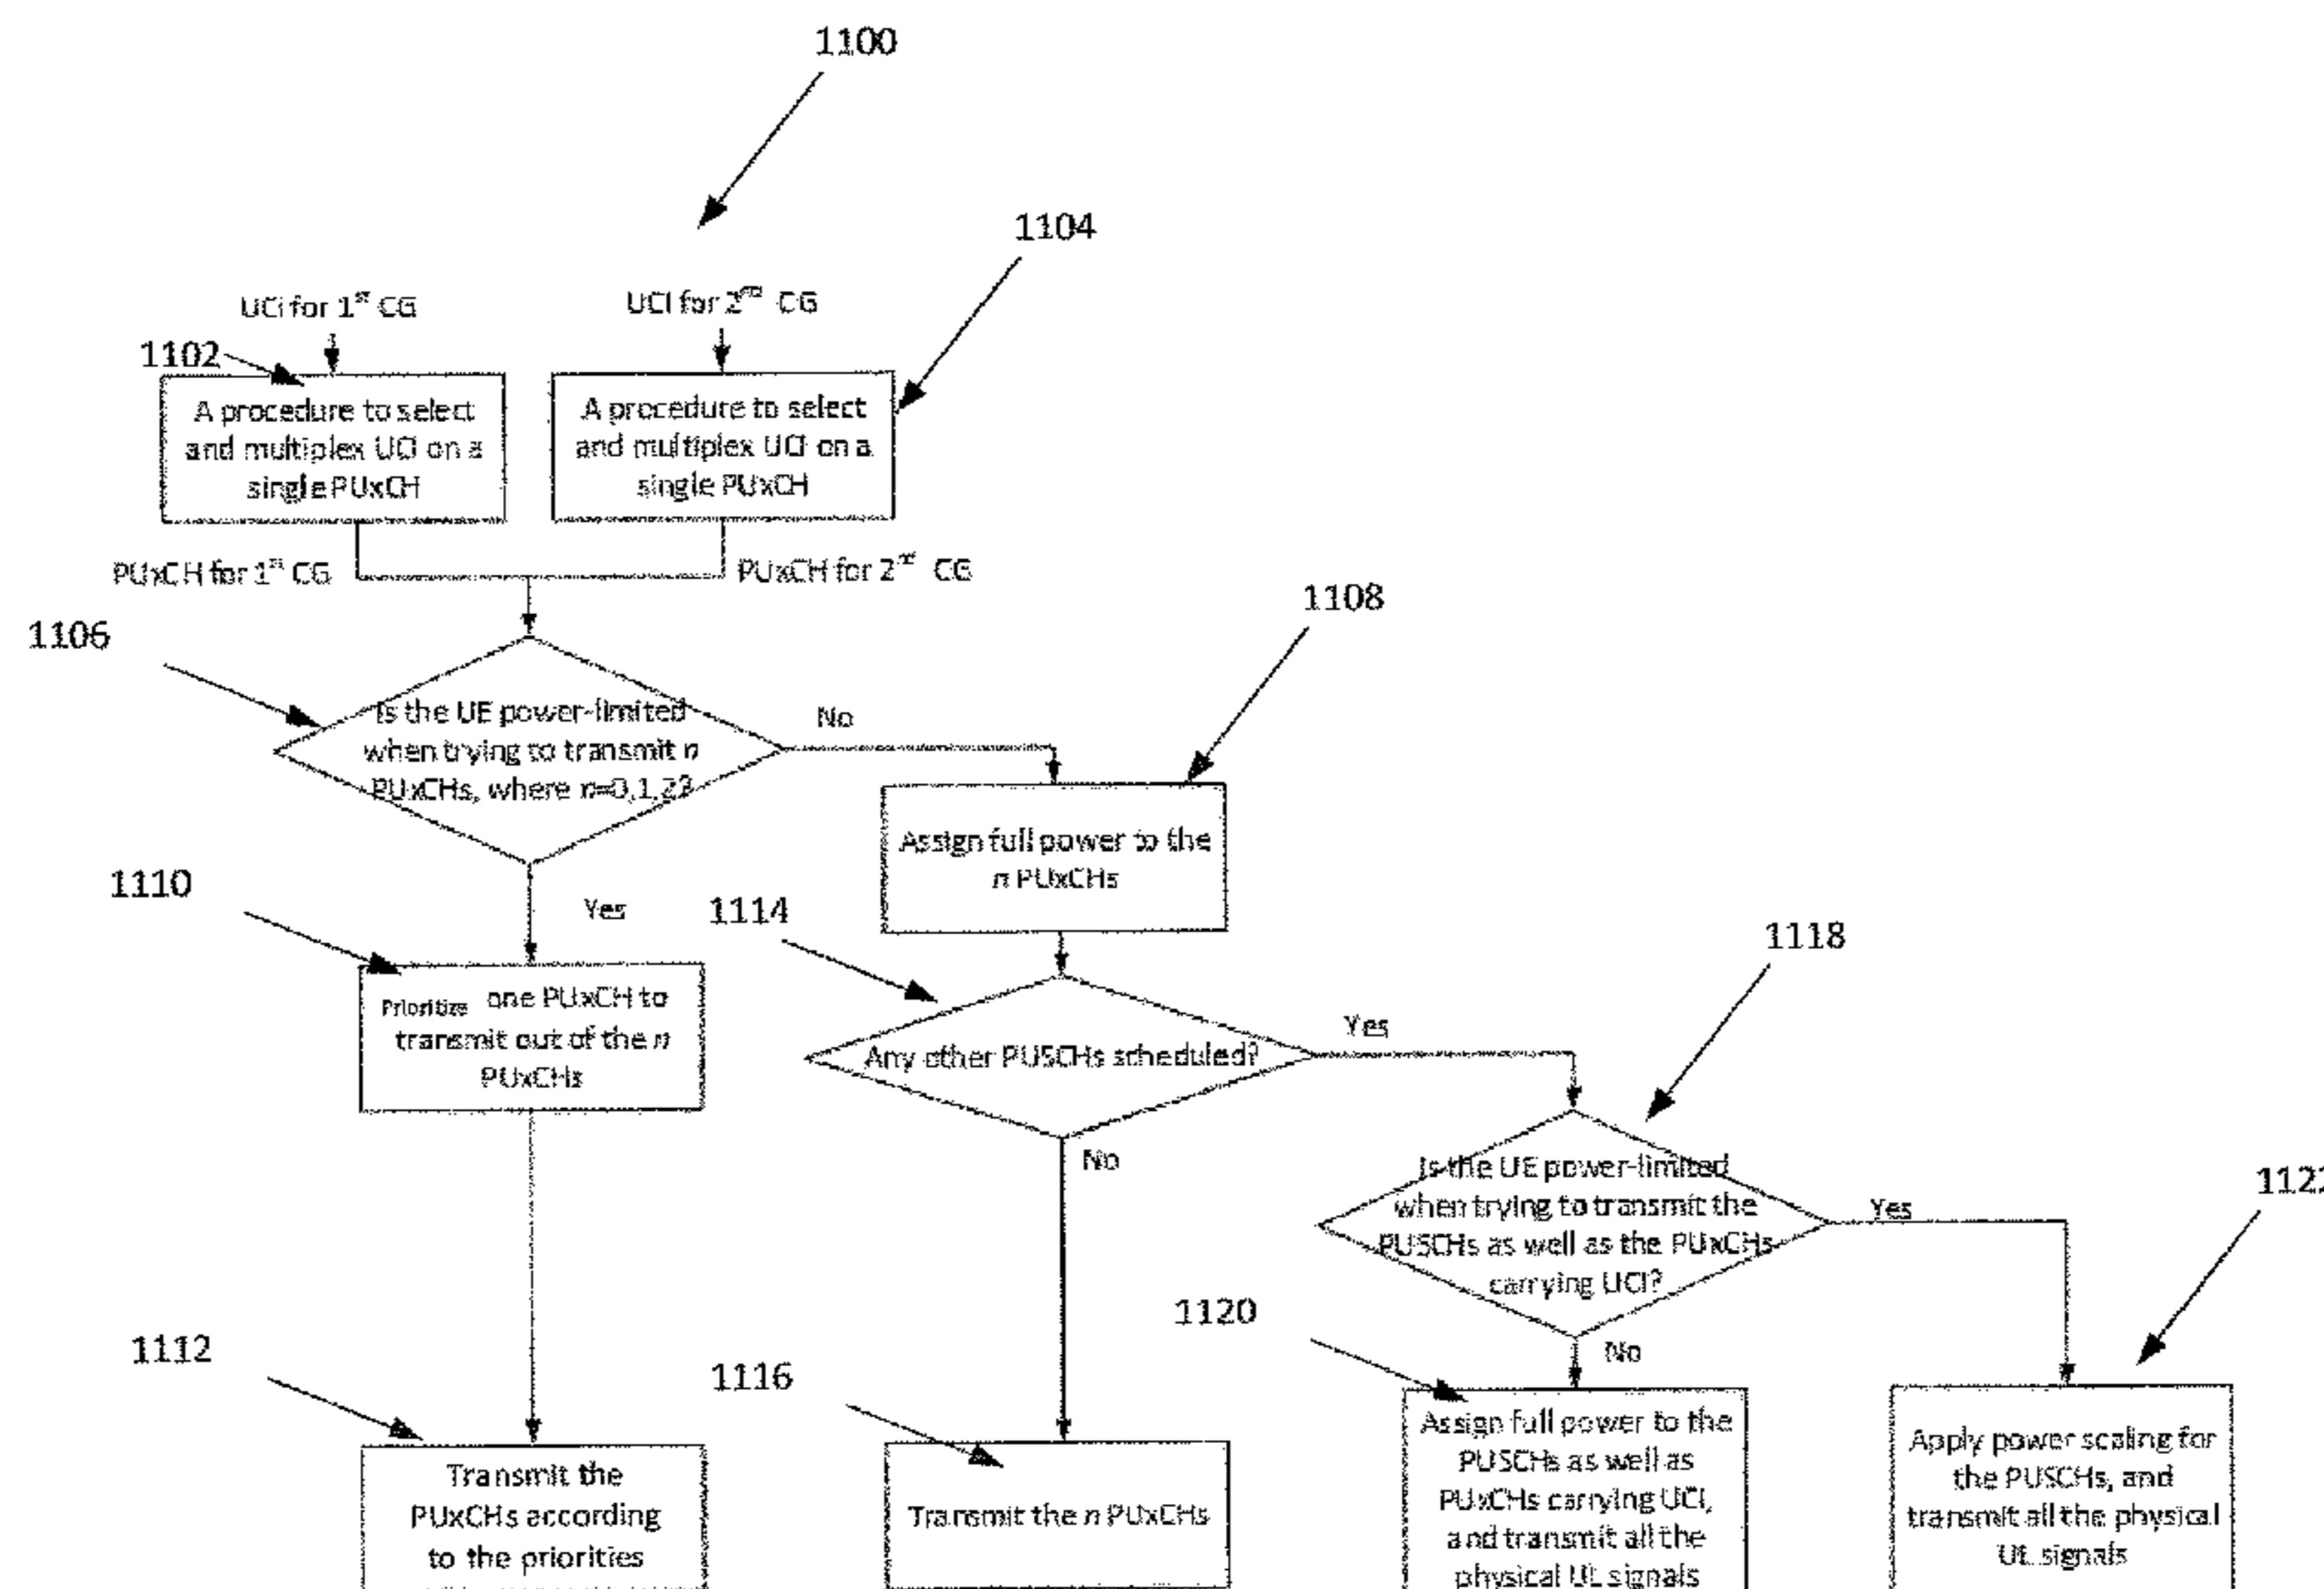 1100
1104
UCI for 1st CG
UCI for 2nd CG
1102
A procedure to select
and multiplex UCI on a
single PUxCH
A procedure to select
and multiplex UCI on a
single PUxCH
PUxCH for 1st CG
PUxCH for 2nd CG
1106
1108
Is the UE power-limited
when trying to transmit n
PUxCHs, where n=0,1,2?
No
Assign full power to the
n PUxCHs
1110
Yes
1114
1118
Prioritize one PUxCH to
transmit out of the n
PUxCHs
Any other PUSCHs scheduled?
Yes
No
Is the UE power-limited
when trying to transmit the
PUSCHs as well as the PUxCHs
carrying UCI?
Yes
1122
1120
No
1112
1116
Transmit the
PUxCHs according
to the priorities
Transmit the n PUxCHs
Assign full power to the
PUSCHs as well as
PUxCHs carrying UCI,
and transmit all the
physical UL signals
Apply power scaling for
the PUSCHs, and
transmit all the physical
UL signals